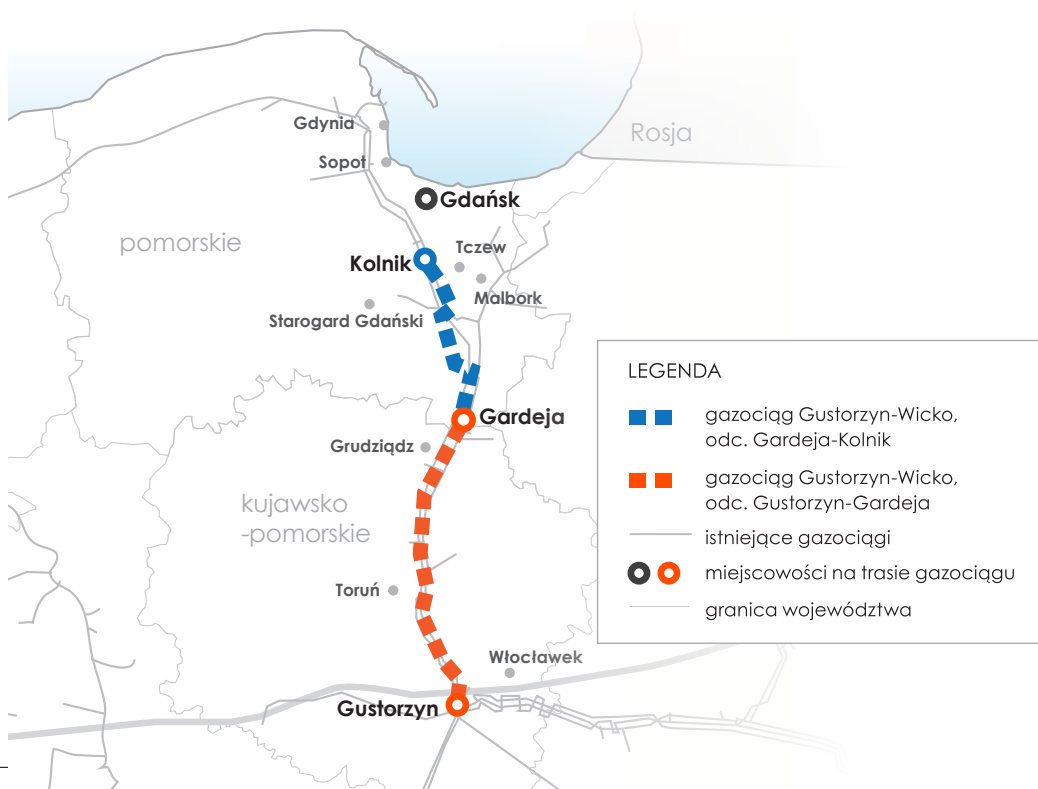 Gdynia
Rosja
Sopot
Gdańsk
pomorskie
Tczew
Kolnik
Malbork
Starogard Gdański
LEGENDA
gazociąg Gustorzyn-Wicko,
odc. Gardeja-Kolnik
gazociąg Gustorzyn-Wicko,
odc. Gustorzyn-Gardeja
istniejące gazociągi
miejscowości na trasie gazociągu
granica województwa
Gardeja
Grudziądz
kujawsko
-pomorskie
Toruń
Włocławek
Gustorzyn